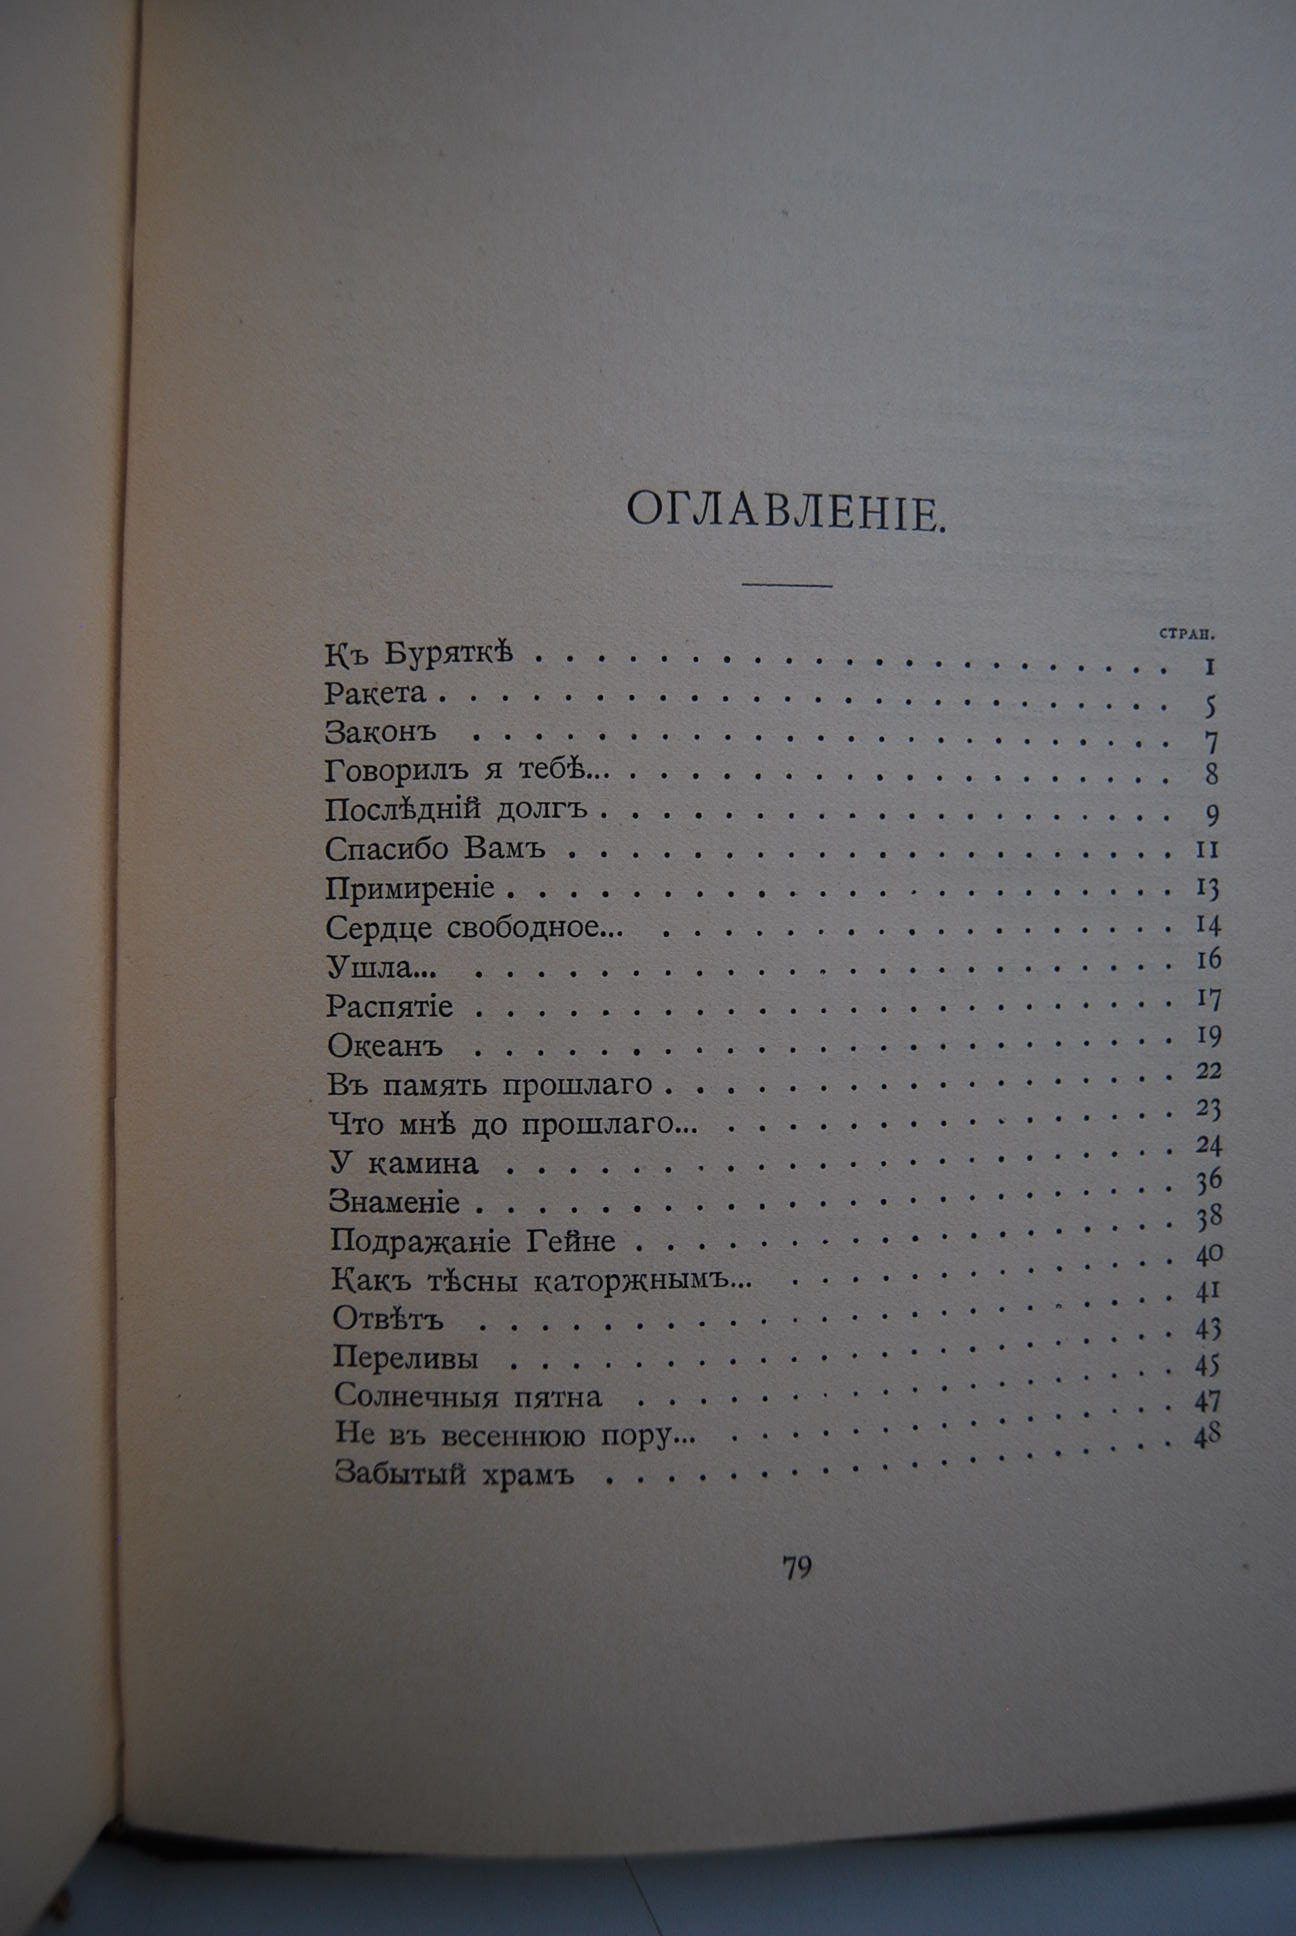 ОГЛАВЛЕНІЕ.
СТРАН.
Къ Буряткѣ . . . . . . . . . . . . . . . . . . . . . 1
Ракета . . . . . . . . . . . . . . . . . . . . . . . . 5
Законъ . . . . . . . . . . . . . . . . . . . . . . . 7
Говорилъ я тебѣ... . . . . . . . . . . . . . . . . . . 8
Послѣдній долгъ . . . . . . . . . . . . . . . . . . . 9
Спасибо Вамъ . . . . . . . . . . . . . . . . . . . . 11
Примиреніе . . . . . . . . . . . . . . . . . . . . . . 13
Сердце свободное... . . . . . . . . . . . . . . . . . 14
Ушла... . . . . . . . . . . . . . . . . . . . . . . . 16
Распятіе . . . . . . . . . . . . . . . . . . . . . . . 17
Океанъ . . . . . . . . . . . . . . . . . . . . . . . 19
Въ память прошлаго . . . . . . . . . . . . . . . . . 22
Что мнѣ до прошлаго... . . . . . . . . . . . . . . . 23
У камина . . . . . . . . . . . . . . . . . . . . . . 24
Знаменіе . . . . . . . . . . . . . . . . . . . . . . . 36
Подражаніе Гейне . . . . . . . . . . . . . . . . . . 38
Какъ тѣсны каторжнымъ... . . . . . . . . . . . . . 40
Отвѣтъ . . . . . . . . . . . . . . . . . . . . . . . 41
Переливы . . . . . . . . . . . . . . . . . . . . . . 43
Солнечныя пятна . . . . . . . . . . . . . . . . . . 45
Не въ весеннюю пору... . . . . . . . . . . . . . . . 47
Забытый храмъ . . . . . . . . . . . . . . . . . . . 48
79